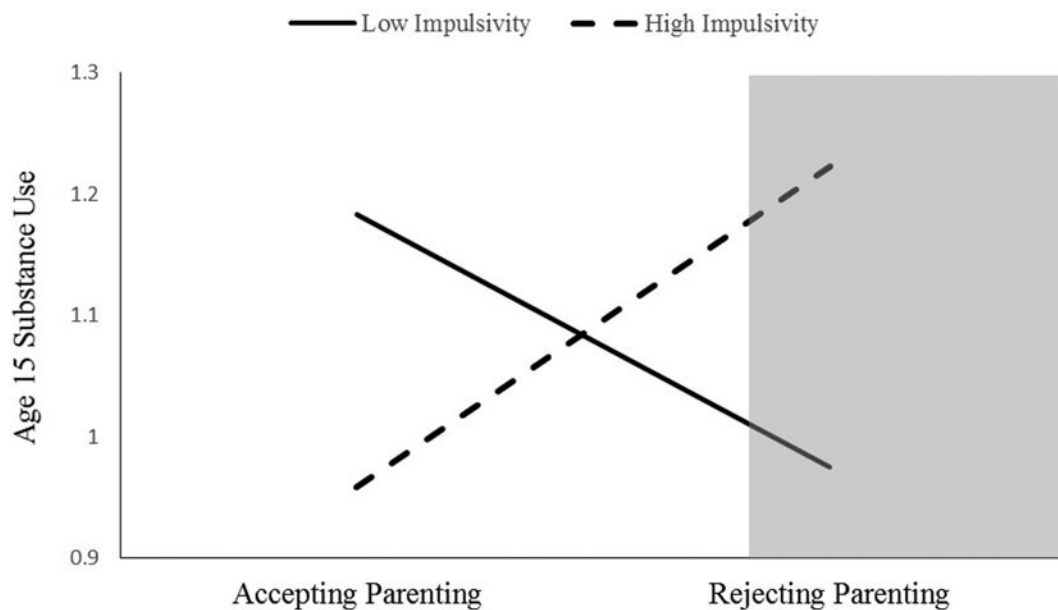 Low Impulsivity High Impulsivity
1.3
1.2
1.1
1
0.9
Age 15 Substance Use
Accepting Parenting Rejecting Parenting